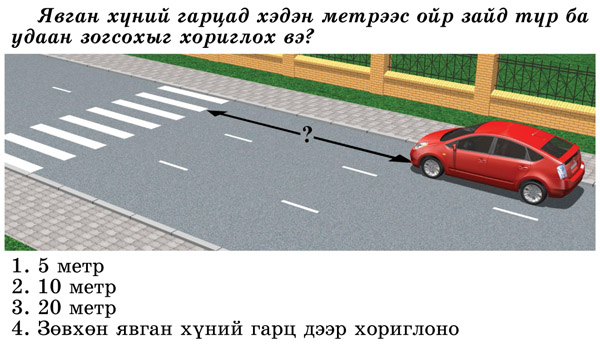 Явган хүний гарцад хэдэн метрээс ойр зайд түр ба
удаан зогсохыг хориглох вэ?
?
1. 5 метр
2. 10 метр
3. 20 метр
4. Зөвхөн явган хүний гарц дээр хориглоно